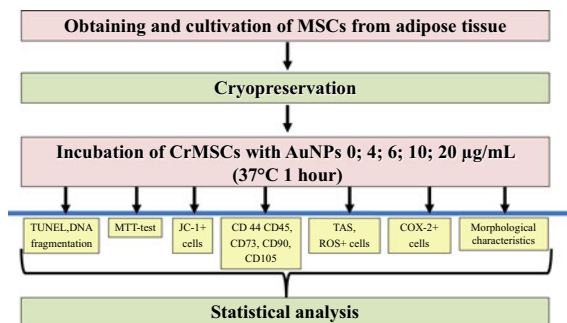 Obtaining and cultivation of MSCs from adipose tissue
Cryopreservation
Incubation of CrMSCs with AuNPs 0; 4; 6; 10; 20 µg/mL
(37°C 1 hour)
TUNEL,DNA
fragmentation
MTT-test
JC-1+
cells
CD 44 CD45,
CD73, CD90,
CD105
TAS,
ROS+ cells
COX-2+
cells
Morphological
characteristics
Statistical analysis